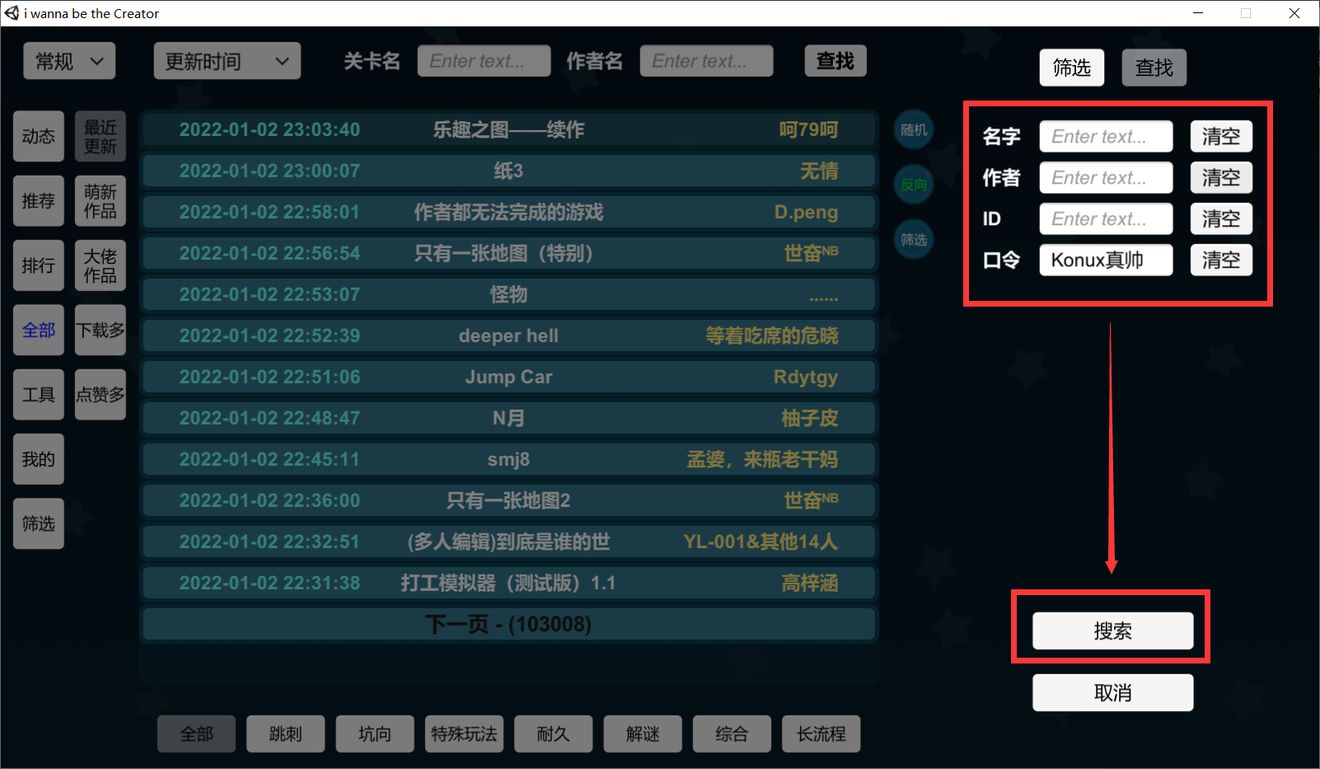 i wanna be the Creator
常规 更新时间 关卡名 Enter text... 作者名 Enter text... 查找
筛选 查找
动态 最近更新
推荐 萌新作品
排行 大佬作品
全部 下载多
工具 点赞多
我的
筛选
2022-01-02 23:03:40 乐趣之图——续作 呵79呵
2022-01-02 23:00:07 纸3 无情
2022-01-02 22:58:01 作者都无法完成的游戏 D.peng
2022-01-02 22:56:54 只有一张地图（特别） 世奋ᴺᴮ
2022-01-02 22:53:07 怪物 ......
2022-01-02 22:52:39 deeper hell 等着吃席的危晓
2022-01-02 22:51:06 Jump Car Rdytgy
2022-01-02 22:48:47 N月 柚子皮
2022-01-02 22:45:11 smj8 孟婆，来瓶老干妈
2022-01-02 22:36:00 只有一张地图2 世奋ᴺᴮ
2022-01-02 22:32:51 (多人编辑)到底是谁的世 YL-001&其他14人
2022-01-02 22:31:38 打工模拟器（测试版）1.1 高梓涵
下一页 - (103008)
随机
反向
筛选
名字 Enter text... 清空
作者 Enter text... 清空
ID Enter text... 清空
口令 Konux真帅 清空
搜索
取消
全部 跳刺 坑向 特殊玩法 耐久 解谜 综合 长流程